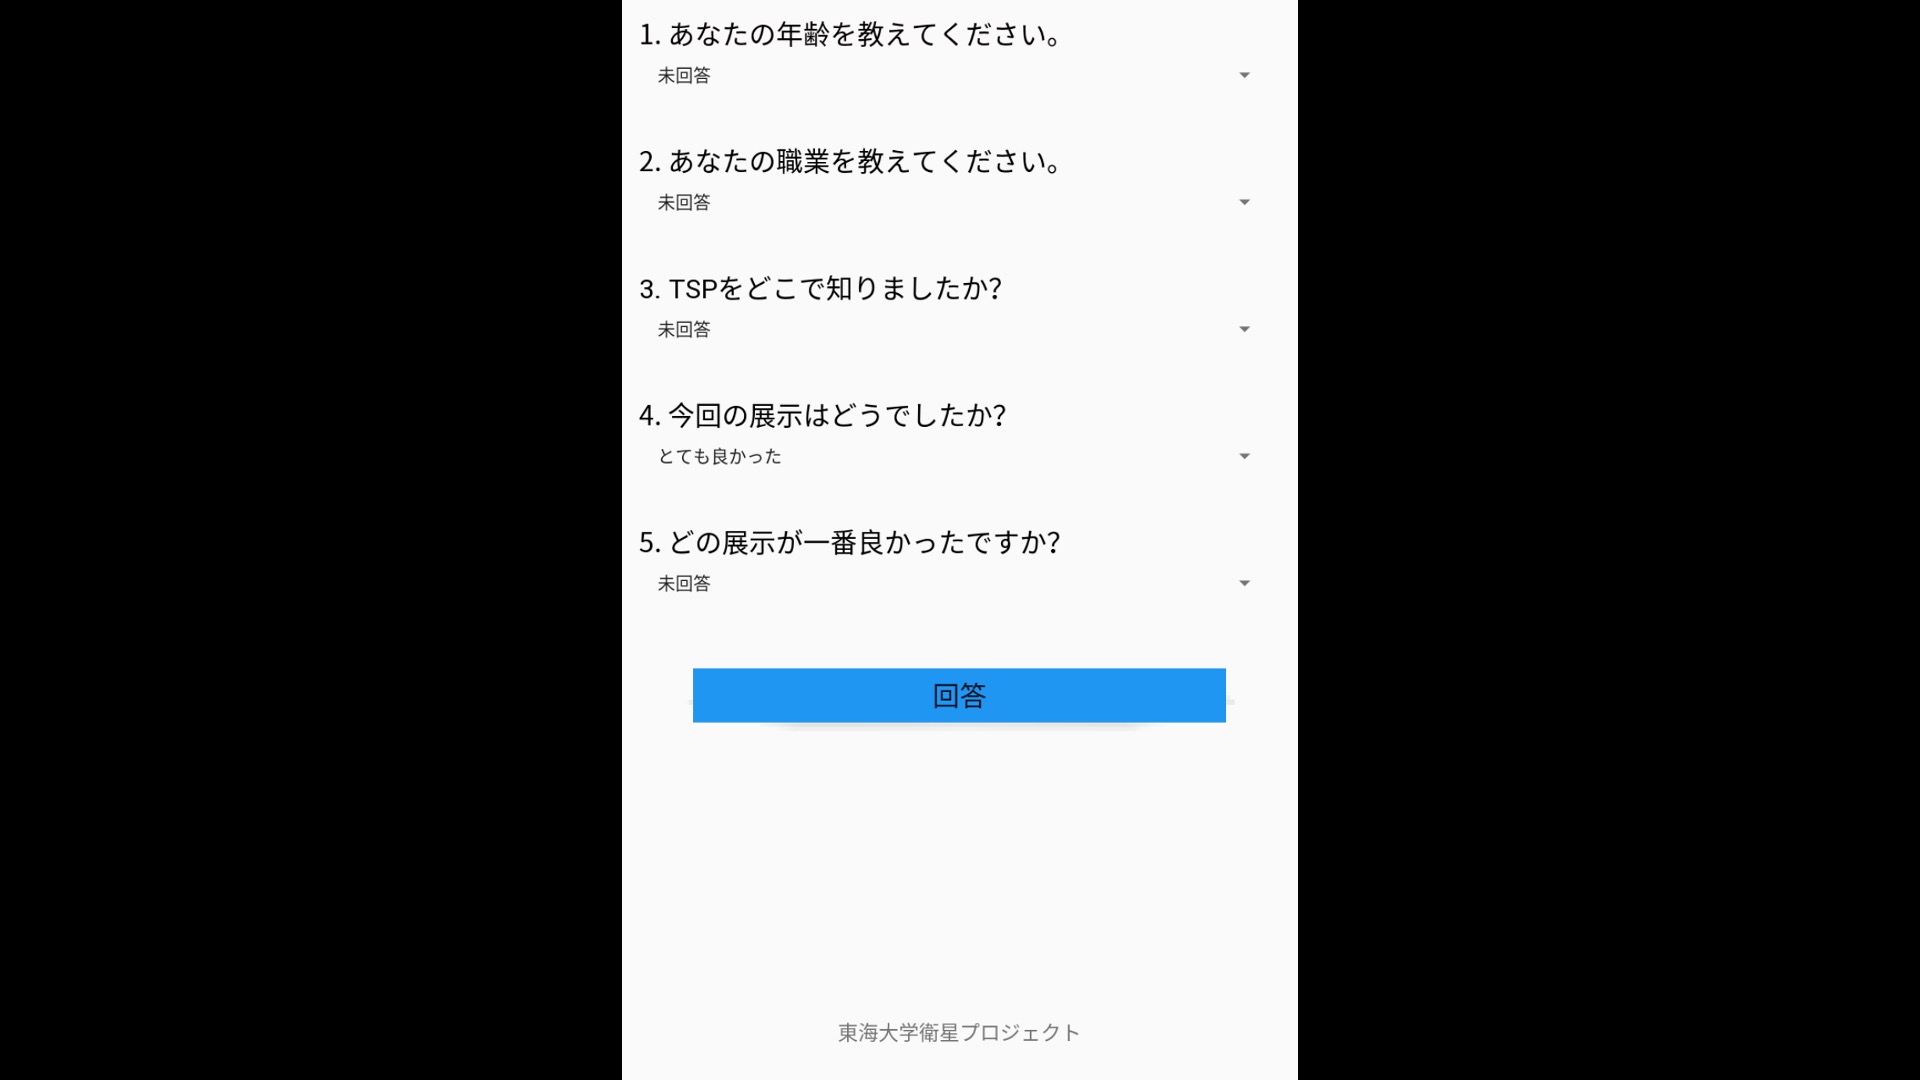 1. あなたの年齢を教えてください。
未回答
2. あなたの職業を教えてください。
未回答
3. TSPをどこで知りましたか?
未回答
4. 今回の展示はどうでしたか?
とても良かった
5. どの展示が一番良かったですか?
未回答
回答
東海大学衛星プロジェクト